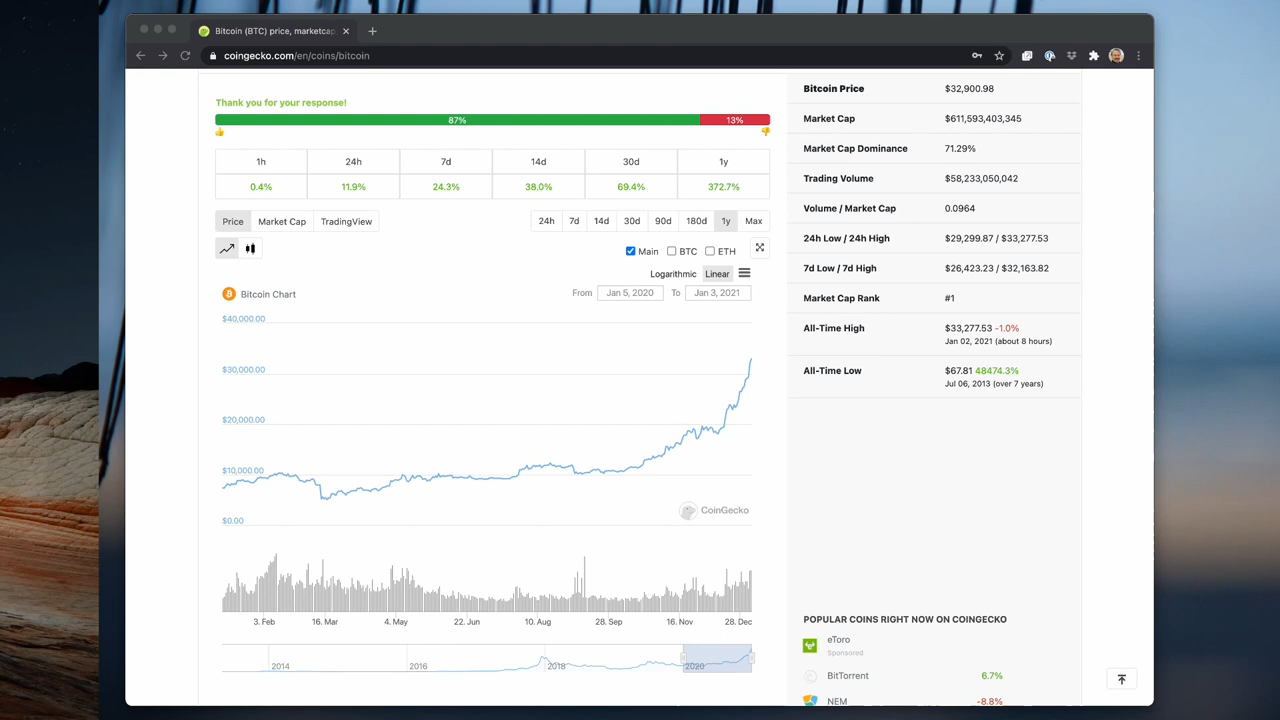 Bitcoin (BTC) price, marketcap
coingecko.com/en/coins/bitcoin
Thank you for your response!
87% 13%
1h 24h 7d 14d 30d 1y
0.4% 11.9% 24.3% 38.0% 69.4% 372.7%
Price Market Cap TradingView
24h 7d 14d 30d 90d 180d 1y Max
Main BTC ETH
Logarithmic Linear
Bitcoin Chart
From Jan 5, 2020 To Jan 3, 2021
$40,000.00
$30,000.00
$20,000.00
$10,000.00
$0.00
CoinGecko
3. Feb 16. Mar 4. May 22. Jun 10. Aug 28. Sep 16. Nov 28. Dec
2014 2016 2018 2020
Bitcoin Price $32,900.98
Market Cap $611,593,403,345
Market Cap Dominance 71.29%
Trading Volume $58,233,050,042
Volume / Market Cap 0.0964
24h Low / 24h High $29,299.87 / $33,277.53
7d Low / 7d High $26,423.23 / $32,163.82
Market Cap Rank #1
All-Time High $33,277.53 -1.0%
Jan 02, 2021 (about 8 hours)
All-Time Low $67.81 48474.3%
Jul 06, 2013 (over 7 years)
POPULAR COINS RIGHT NOW ON COINGECKO
eToro
Sponsored
BitTorrent 6.7%
NEM -8.8%